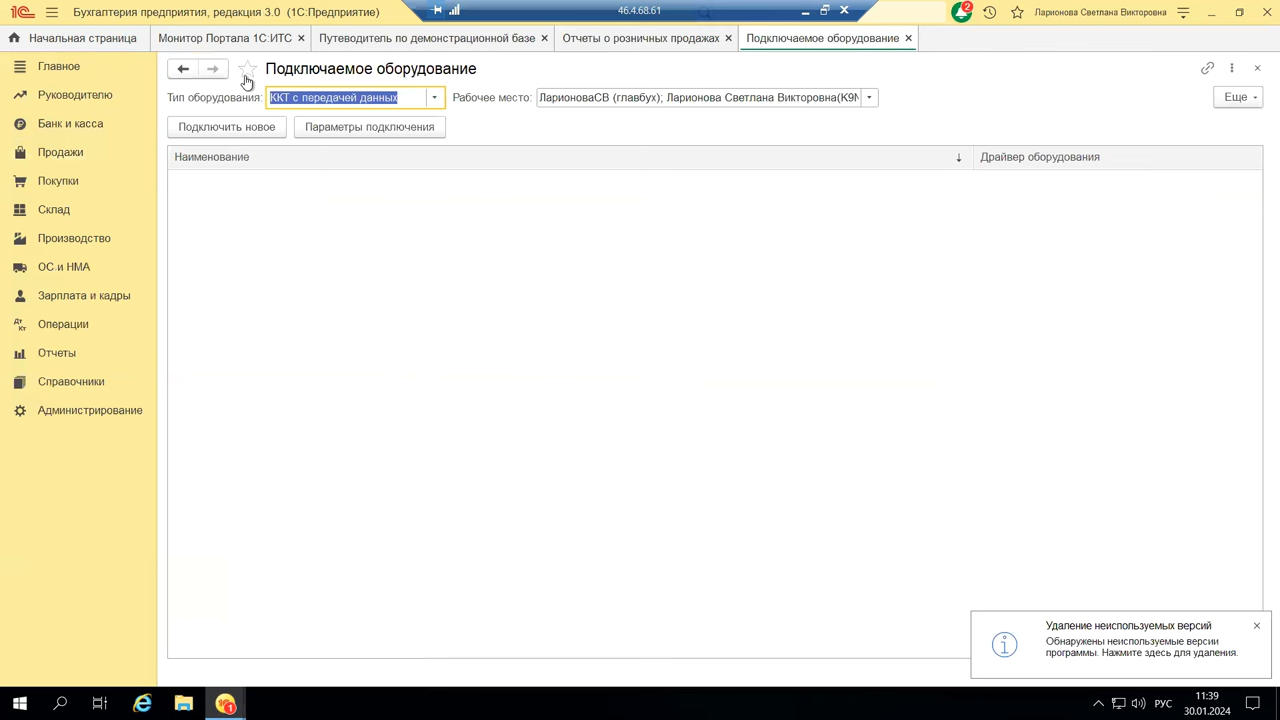 Бухгалтерия предприятия, редакция 3.0 (1С:Предприятие)
46.4.68.61
2
Ларионова Светлана Викторовна
Начальная страница
Монитор Портала 1С:ИТС
Путеводитель по демонстрационной базе
Отчеты о розничных продажах
Подключаемое оборудование
Главное
Руководителю
Банк и касса
Продажи
Покупки
Склад
Производство
ОС и НМА
Зарплата и кадры
Операции
Отчеты
Справочники
Администрирование
Подключаемое оборудование
Тип оборудования: ККТ с передачей данных
Рабочее место: ЛарионоваСВ (главбух); Ларионова Светлана Викторовна(K9N
Еще
Подключить новое
Параметры подключения
Наименование
Драйвер оборудования
Удаление неиспользуемых версий
Обнаружены неиспользуемые версии
программы. Нажмите здесь для удаления.
1
РУС
11:39
30.01.2024